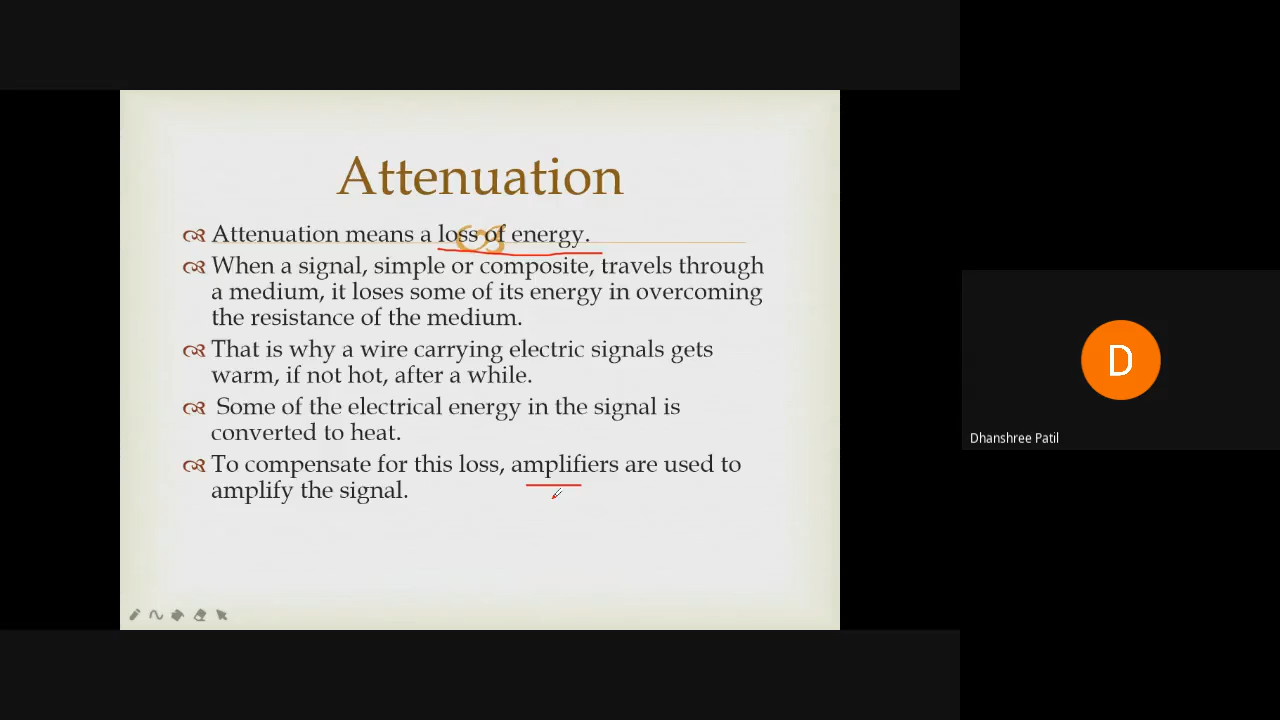 Attenuation
Attenuation means a loss of energy.
When a signal, simple or composite, travels through
a medium, it loses some of its energy in overcoming
the resistance of the medium.
That is why a wire carrying electric signals gets
warm, if not hot, after a while.
Some of the electrical energy in the signal is
converted to heat.
To compensate for this loss, amplifiers are used to
amplify the signal.
D
Dhanshree Patil